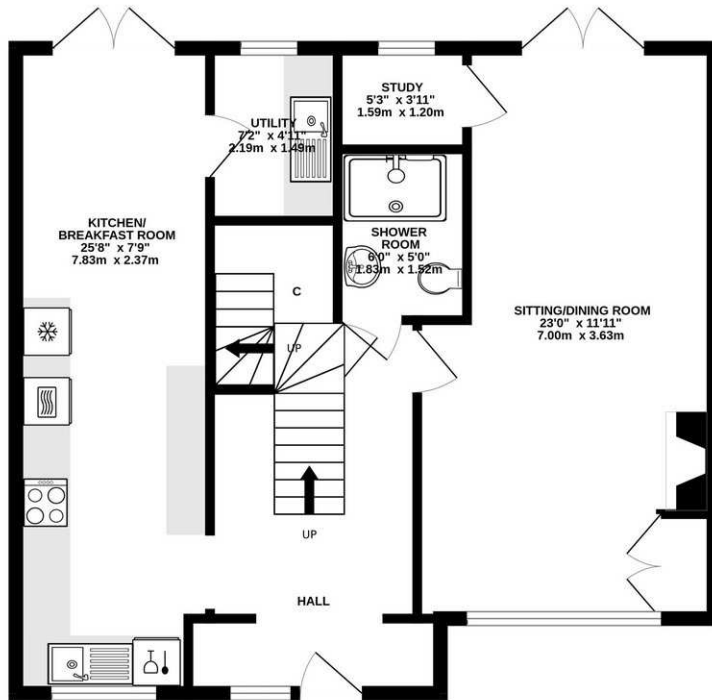 KITCHEN/
BREAKFAST ROOM
25'8" x 7'9"
7.83m x 2.37m
UTILITY
7'2" x 4'11"
2.19m x 1.49m
STUDY
5'3" x 3'11"
1.59m x 1.20m
SHOWER
ROOM
6'0" x 5'0"
1.83m x 1.52m
C
UP
SITTING/DINING ROOM
23'0" x 11'11"
7.00m x 3.63m
UP
HALL